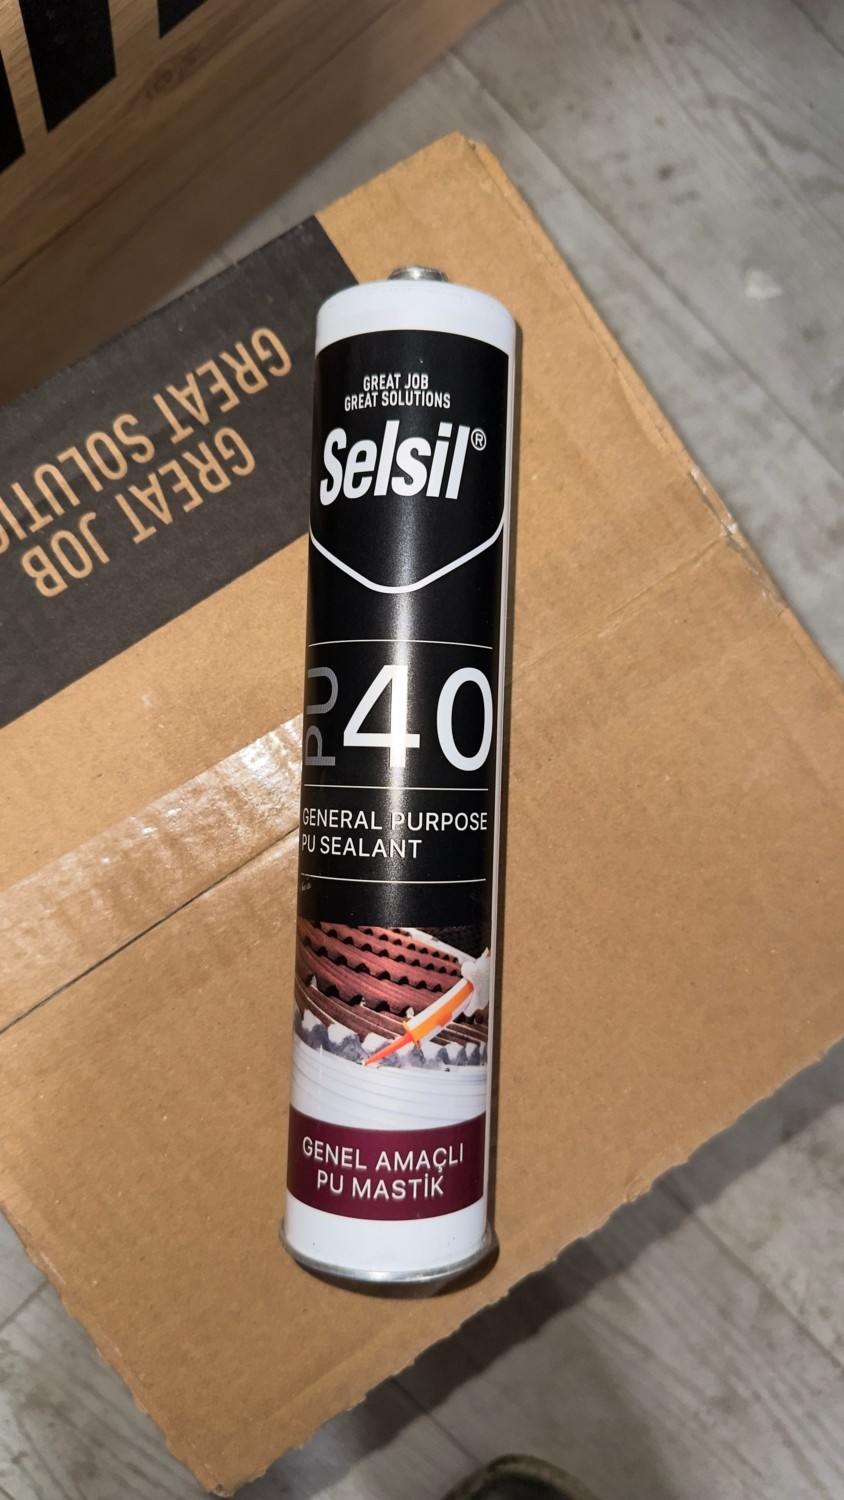 GREAT JOB
GREAT SOLUTIONS
Selsil®
PU 40
GENERAL PURPOSE
PU SEALANT
GENEL AMAÇLI
PU MASTİK
GREAT JOB
GREAT SOLUTIO
GREAT